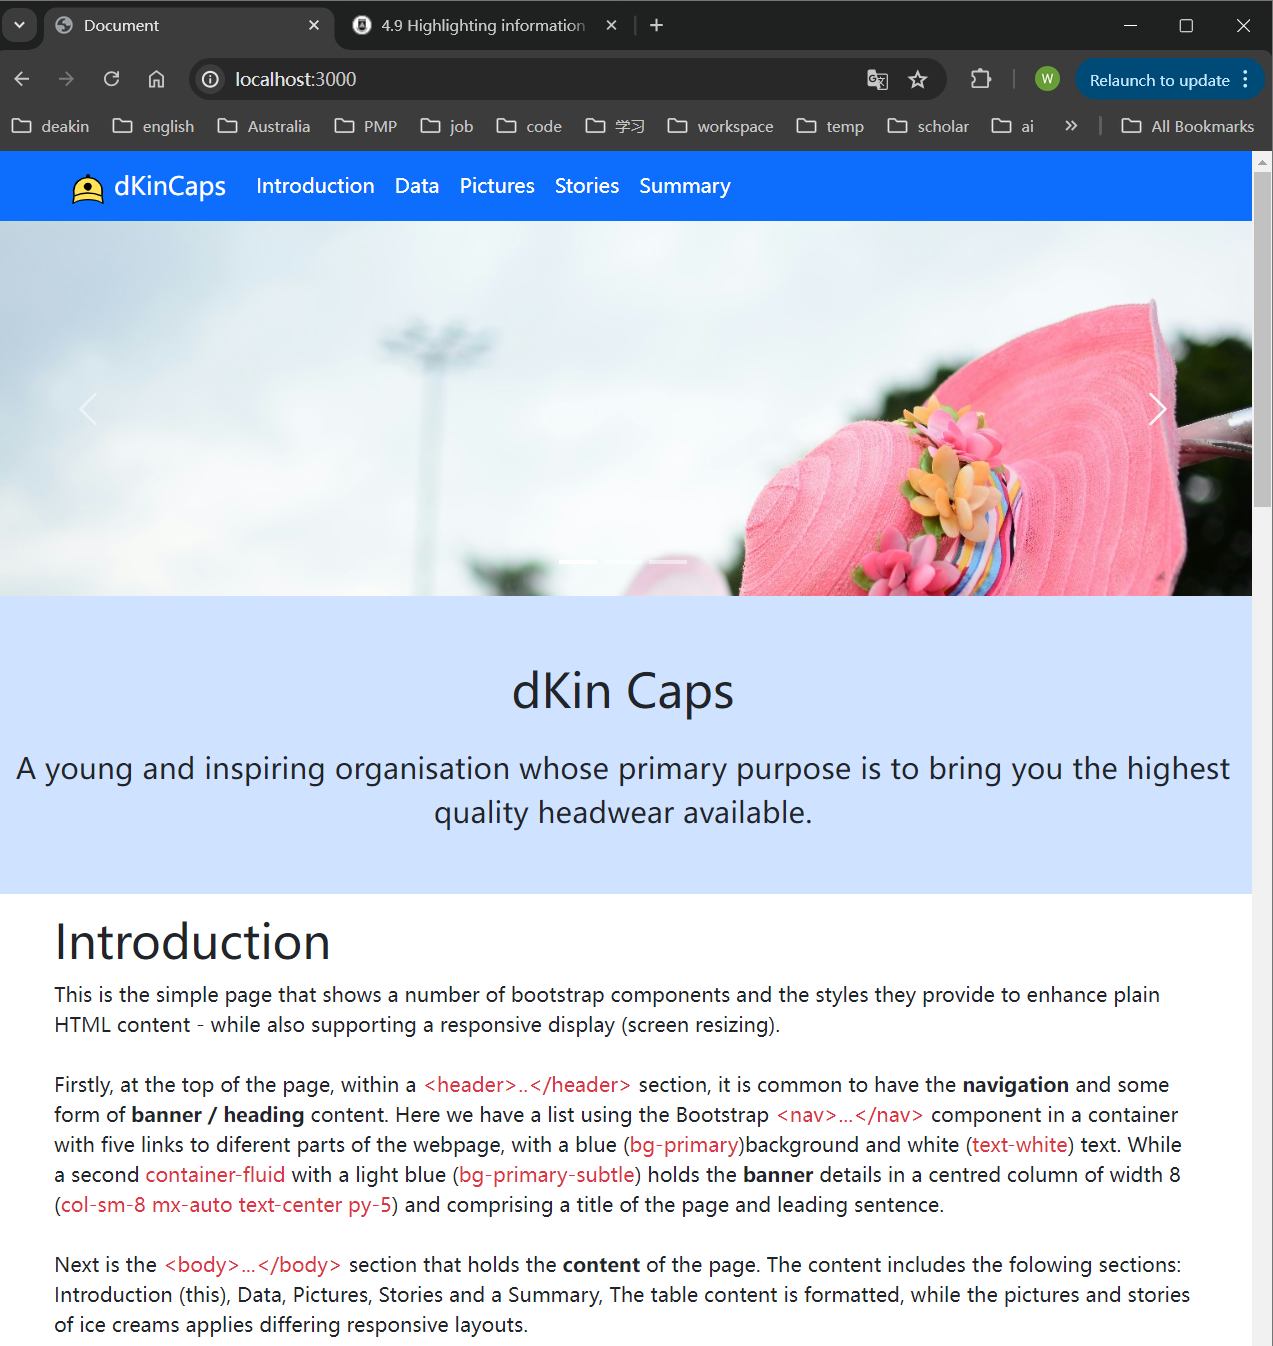 Document
4.9 Highlighting information
localhost:3000
W
Relaunch to update
deakin english Australia PMP job code 学习 workspace temp scholar ai » All Bookmarks
dKinCaps Introduction Data Pictures Stories Summary
dKin Caps
A young and inspiring organisation whose primary purpose is to bring you the highest
quality headwear available.
Introduction
This is the simple page that shows a number of bootstrap components and the styles they provide to enhance plain
HTML content - while also supporting a responsive display (screen resizing).
Firstly, at the top of the page, within a <header>..</header> section, it is common to have the navigation and some
form of banner / heading content. Here we have a list using the Bootstrap <nav>...</nav> component in a container
with five links to diferent parts of the webpage, with a blue (bg-primary)background and white (text-white) text. While
a second container-fluid with a light blue (bg-primary-subtle) holds the banner details in a centred column of width 8
(col-sm-8 mx-auto text-center py-5) and comprising a title of the page and leading sentence.
Next is the <body>...</body> section that holds the content of the page. The content includes the folowing sections:
Introduction (this), Data, Pictures, Stories and a Summary, The table content is formatted, while the pictures and stories
of ice creams applies differing responsive layouts.